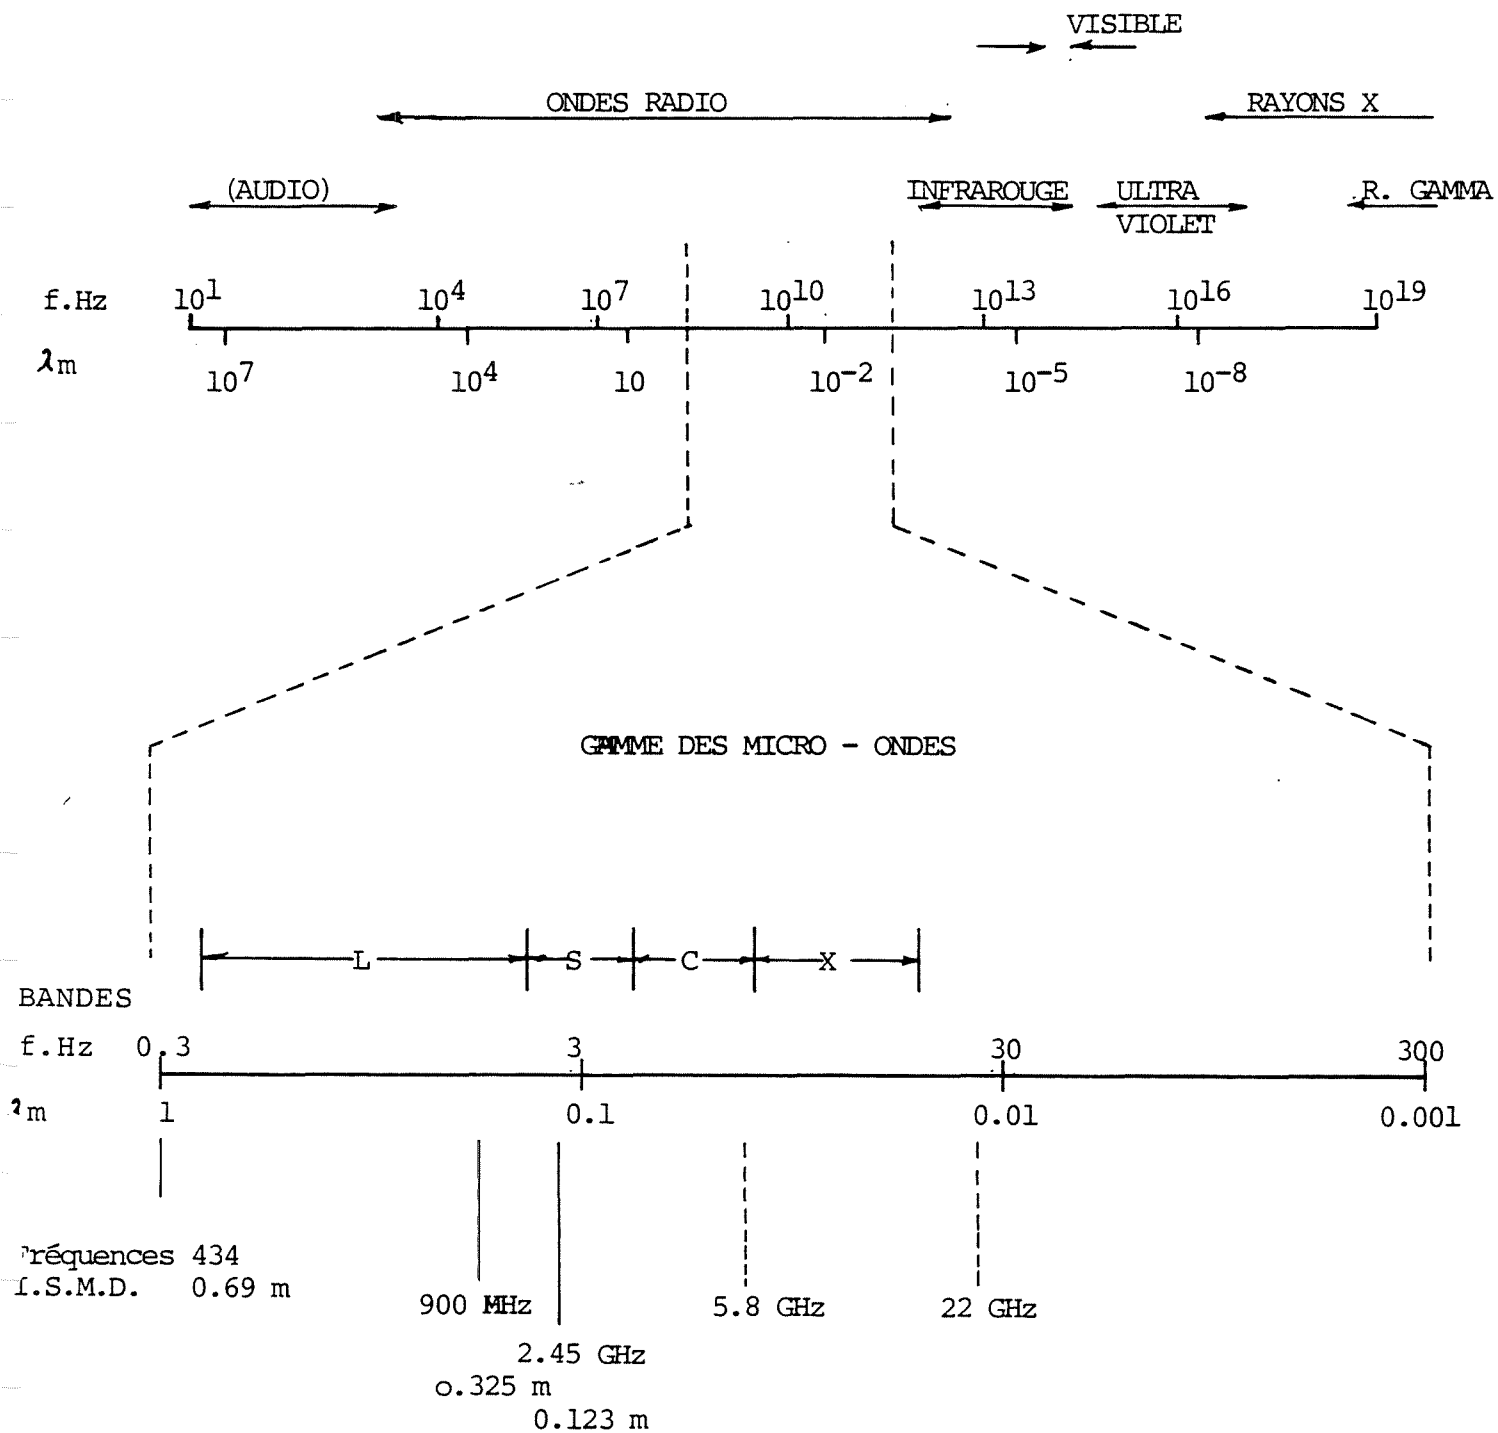 VISIBLE
ONDES RADIO
RAYONS X
(AUDIO)
INFRAROUGE
ULTRA
VIOLET
R. GAMMA
f.Hz 10¹ 10⁴ 10⁷ 10¹⁰ 10¹³ 10¹⁶ 10¹⁹
λm 10⁷ 10⁴ 10 10⁻² 10⁻⁵ 10⁻⁸
GAMME DES MICRO - ONDES
L S C X
BANDES
f.Hz 0.3 3 30 300
λm 1 0.1 0.01 0.001
Fréquences 434
I.S.M.D. 0.69 m
900 MHz 5.8 GHz 22 GHz
2.45 GHz
0.325 m
0.123 m